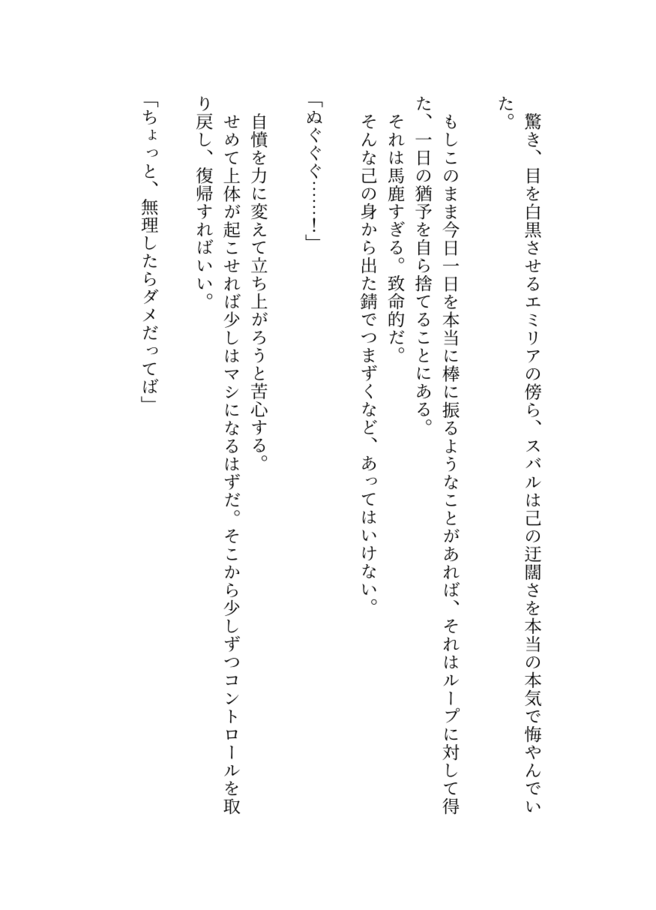 驚き、目を白黒させるエミリアの傍ら、スバルは己の迂闊さを本当の本気で悔やんでい
た。
もしこのまま今日一日を本当に棒に振るようなことがあれば、それはループに対して得
た、一日の猶予を自ら捨てることにある。
それは馬鹿すぎる。致命的だ。
そんな己の身から出た錆でつまずくなど、あってはいけない。
「ぬぐぐぐ……！」
自憤を力に変えて立ち上がろうと苦心する。
せめて上体が起こせれば少しはマシになるはずだ。そこから少しずつコントロールを取
り戻し、復帰すればいい。
「ちょっと、無理したらダメだってば」